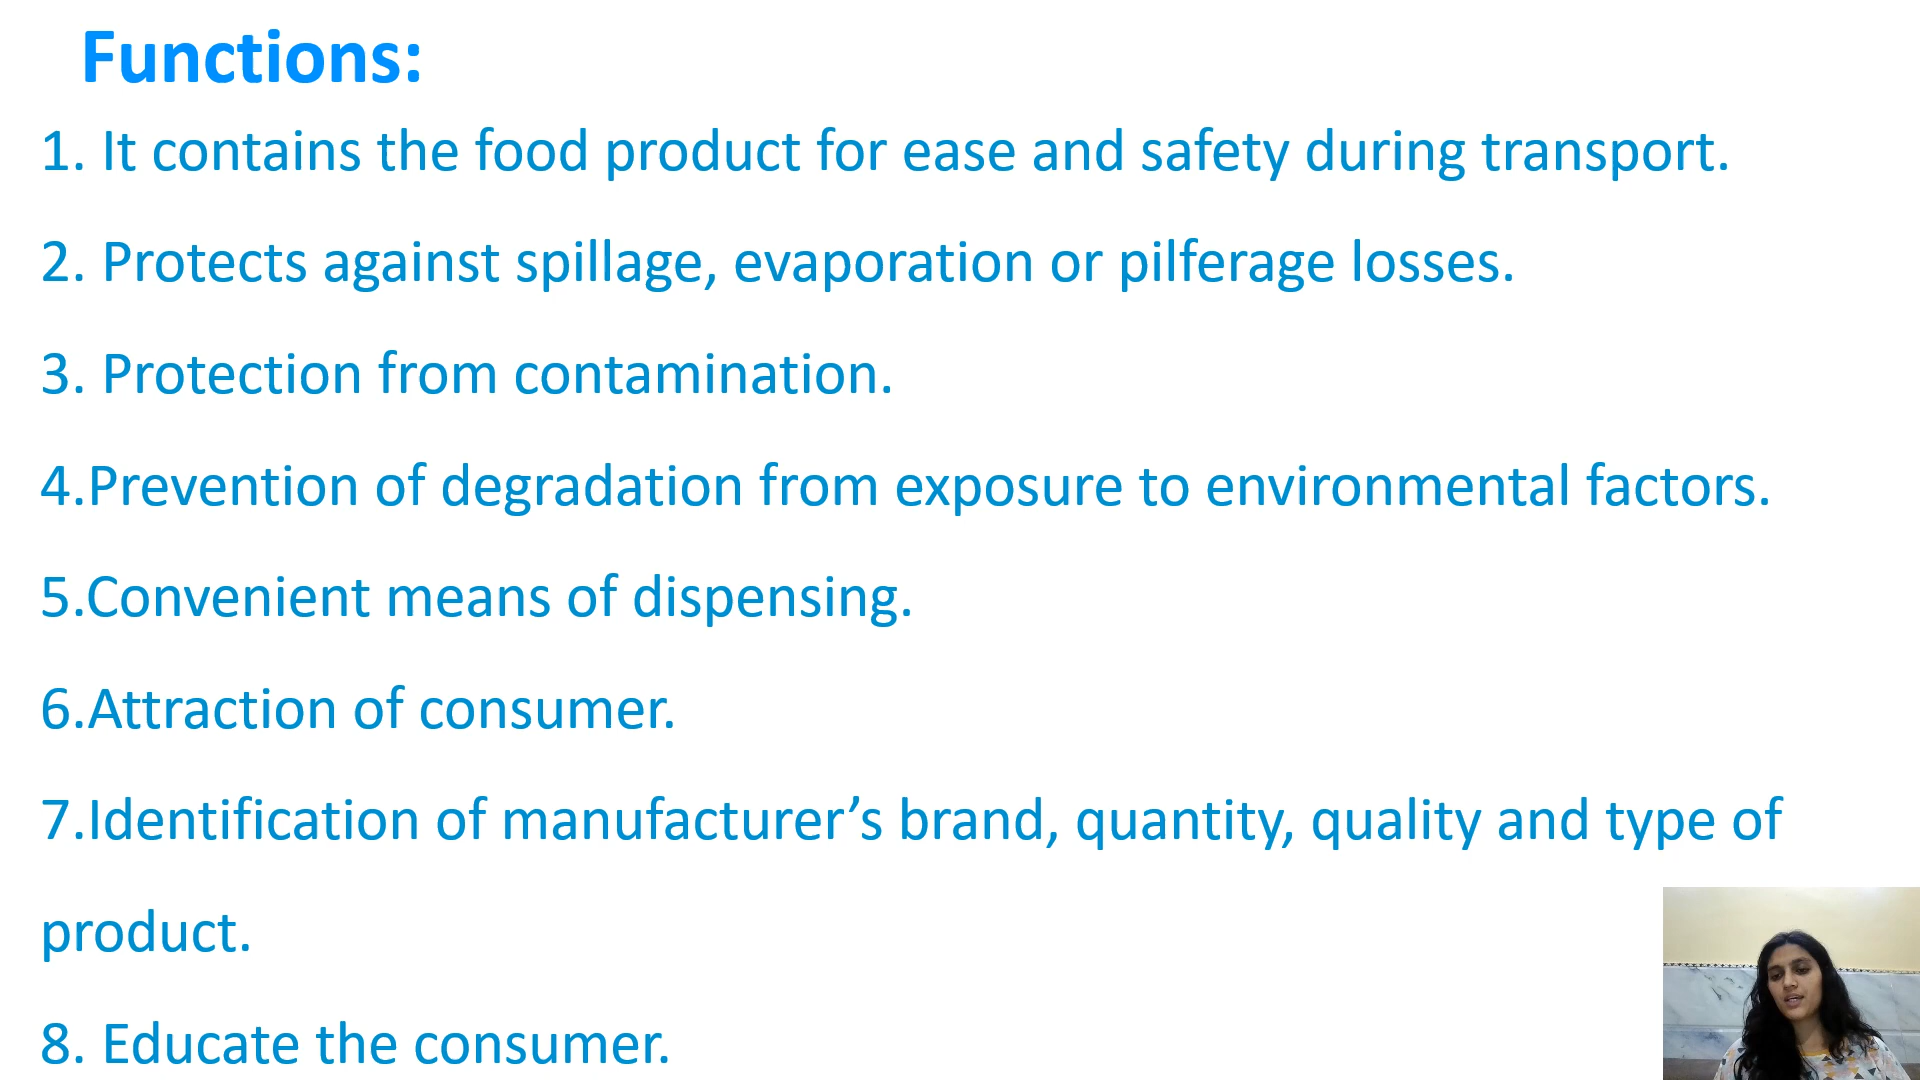 Functions:
1. It contains the food product for ease and safety during transport.
2. Protects against spillage, evaporation or pilferage losses.
3. Protection from contamination.
4.Prevention of degradation from exposure to environmental factors.
5.Convenient means of dispensing.
6.Attraction of consumer.
7.Identification of manufacturer’s brand, quantity, quality and type of
product.
8. Educate the consumer.